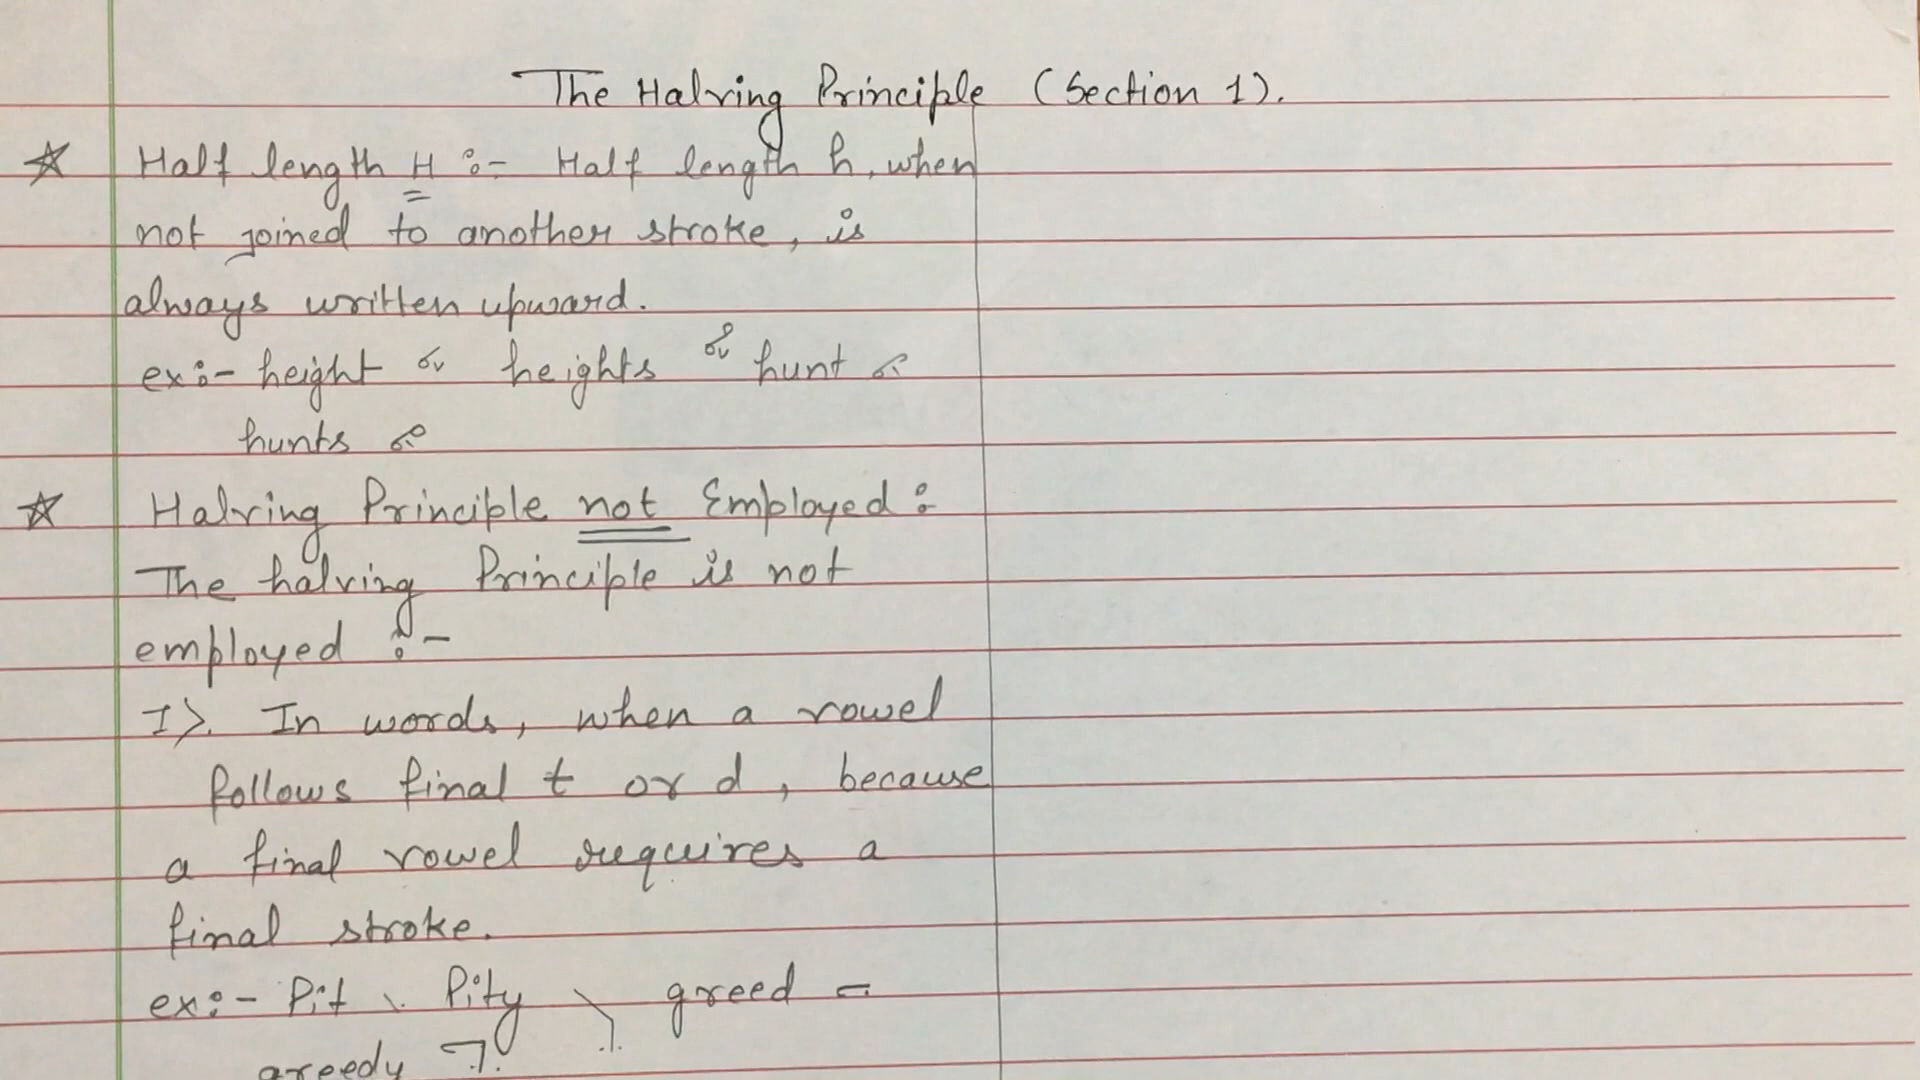 The Halving Principle (Section 1).
☆ Half length H :- Half length h, when
not joined to another stroke, is
always written upward.
ex:- height heights hunt
hunts
☆ Halving Principle not Employed :
The halving Principle is not
employed :-
I>. In words, when a vowel
follows final t or d, because
a final vowel requires a
final stroke.
ex:- Pit Pity greed
greedy